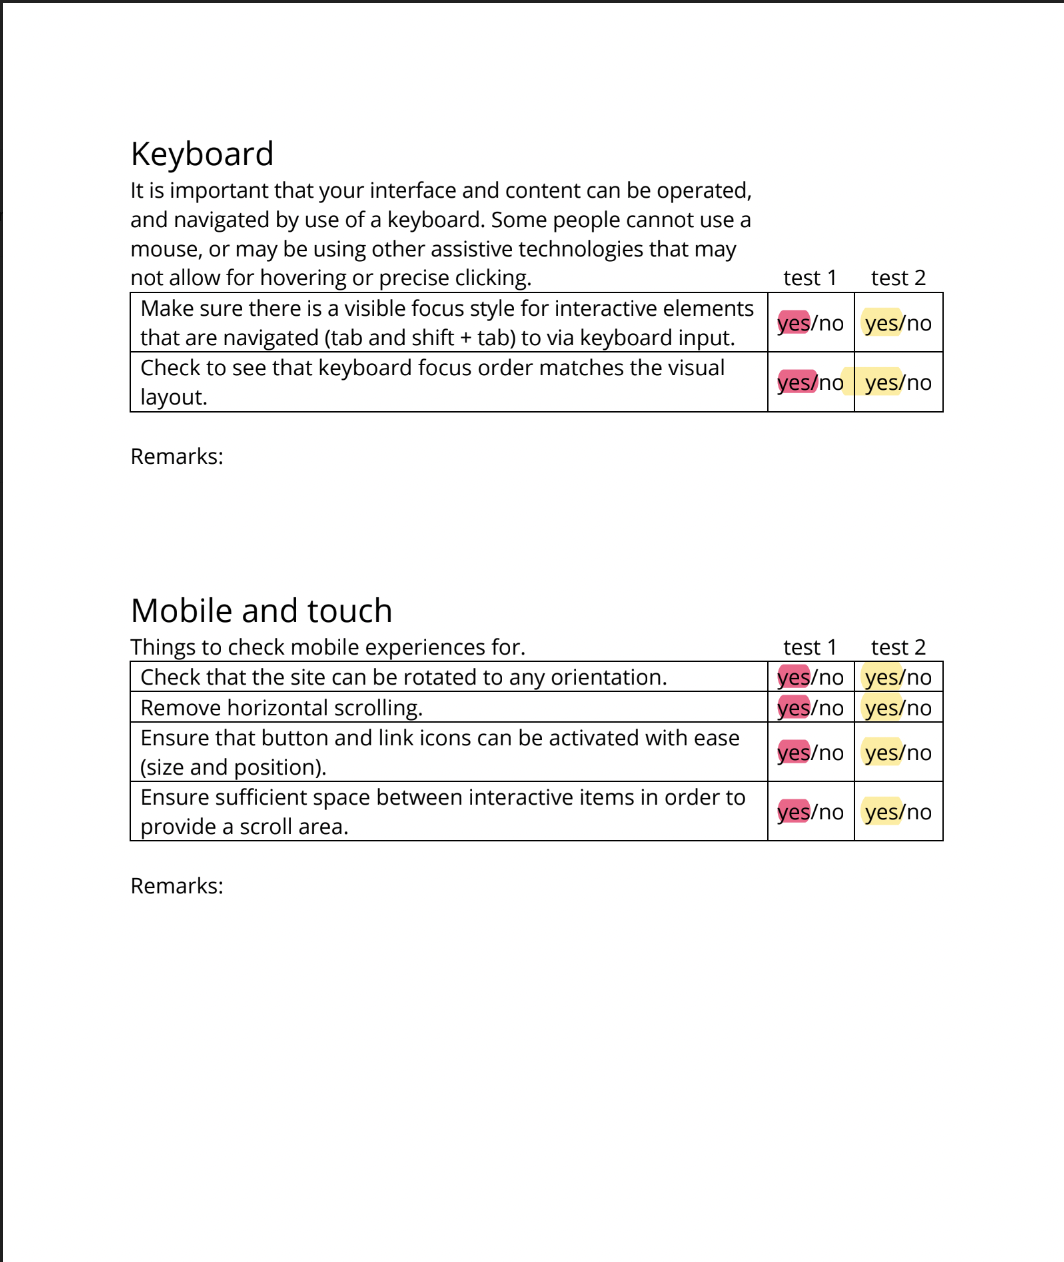 Keyboard
It is important that your interface and content can be operated,
and navigated by use of a keyboard. Some people cannot use a
mouse, or may be using other assistive technologies that may
not allow for hovering or precise clicking. test 1 test 2
Make sure there is a visible focus style for interactive elements
that are navigated (tab and shift + tab) to via keyboard input.
yes/no yes/no
Check to see that keyboard focus order matches the visual
layout.
yes/no yes/no
Remarks:
Mobile and touch
Things to check mobile experiences for. test 1 test 2
Check that the site can be rotated to any orientation. yes/no yes/no
Remove horizontal scrolling. yes/no yes/no
Ensure that button and link icons can be activated with ease
(size and position).
yes/no yes/no
Ensure sufficient space between interactive items in order to
provide a scroll area.
yes/no yes/no
Remarks: